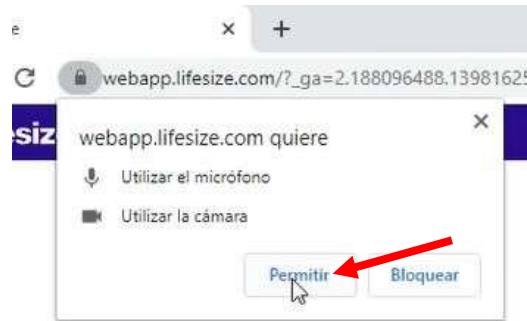 e
webapp.lifesize.com/?_ga=2.188096488.13981625
siz
webapp.lifesize.com quiere
Utilizar el micrófono
Utilizar la cámara
Permitir Bloquear